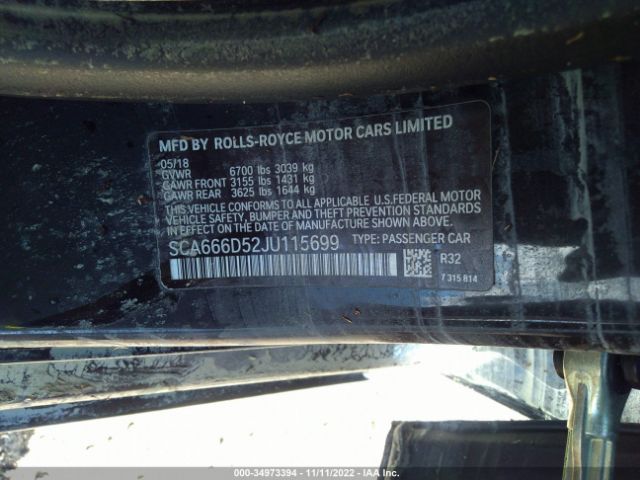 MFD BY ROLLS-ROYCE MOTOR CARS LIMITED
05/18
GVWR 6700 lbs 3039 kg
GAWR FRONT 3155 lbs 1431 kg
GAWR REAR 3625 lbs 1644 kg
THIS VEHICLE CONFORMS TO ALL APPLICABLE U.S.FEDERAL MOTOR
VEHICLE SAFETY, BUMPER AND THEFT PREVENTION STANDARDS
IN EFFECT ON THE DATE OF MANUFACTURE SHOWN ABOVE.
SCA666D52JU115699 TYPE: PASSENGER CAR
R32
7 315 814
000-34973394 - 11/11/2022 - IAA Inc.